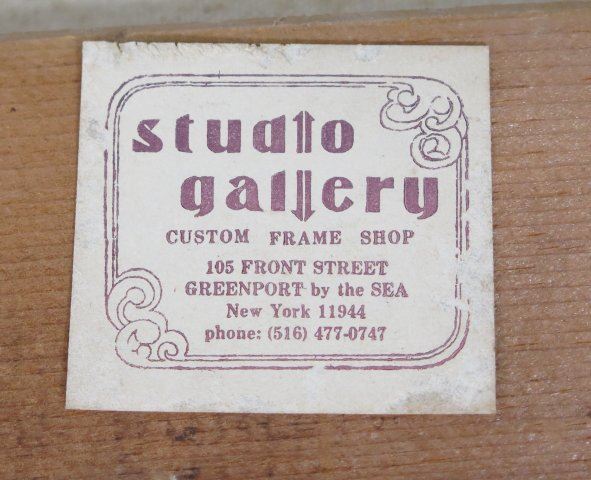 studio
gallery
CUSTOM FRAME SHOP
105 FRONT STREET
GREENPORT by the SEA
New York 11944
phone: (516) 477-0747